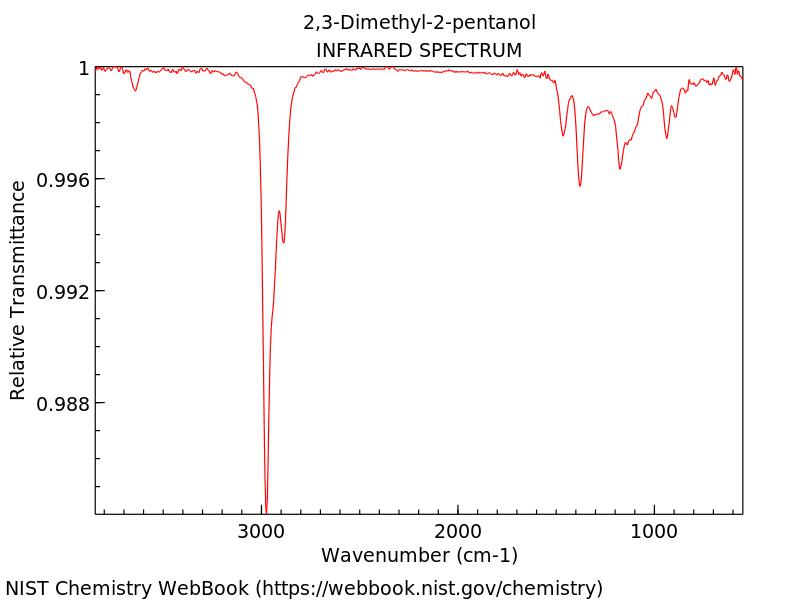 2,3-Dimethyl-2-pentanol
INFRARED SPECTRUM
1
0.996
0.992
0.988
Relative Transmittance
3000 2000 1000
Wavenumber (cm-1)
NIST Chemistry WebBook (https://webbook.nist.gov/chemistry)